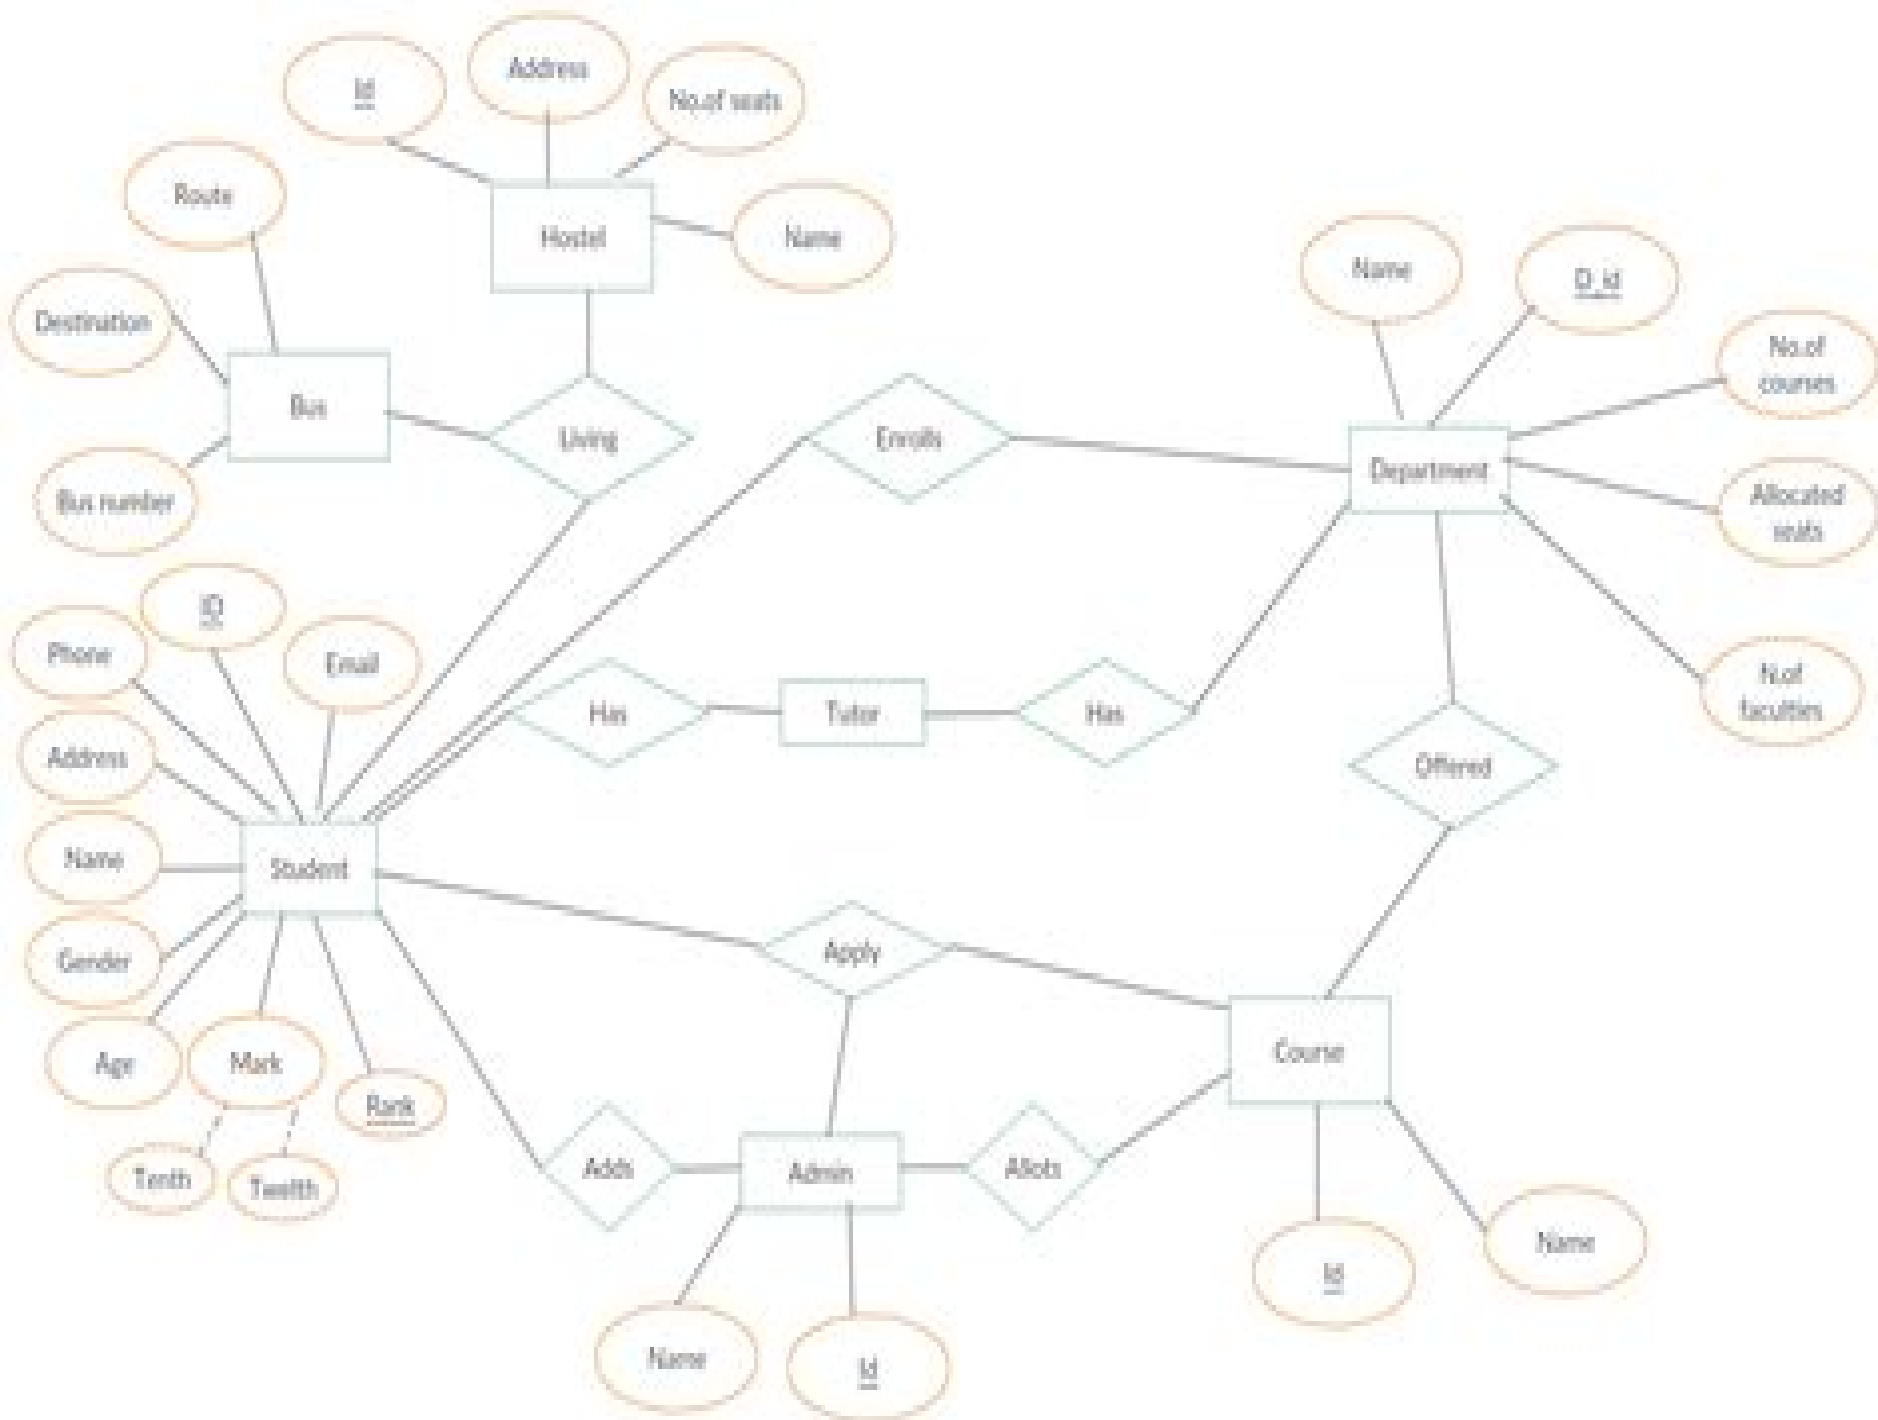 Id
Address
No.of seats
Route
Hostel
Name
Name
D_id
Destination
No.of
courses
Bus
Living
Enrolls
Department
Bus number
Allocated
seats
ID
Phone
Email
Has
Tutor
Has
N.of
faculties
Address
Offered
Name
Student
Gender
Apply
Age
Mark
Rank
Course
Tenth
Twelth
Adds
Admin
Allots
Name
Id
Name
Id